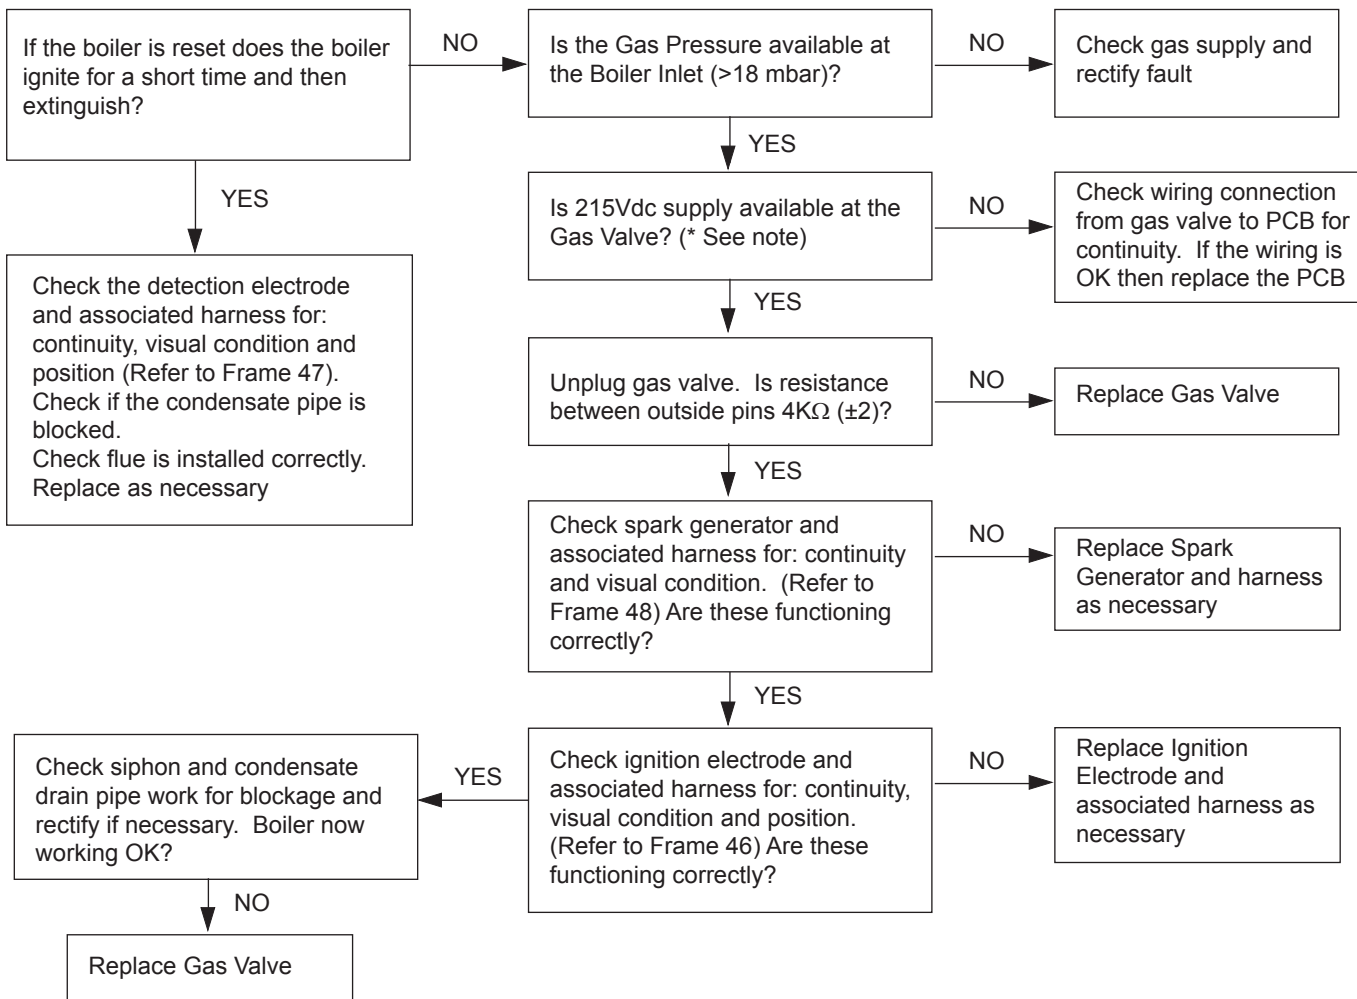 If the boiler is reset does the boiler
ignite for a short time and then
extinguish?
NO
Is the Gas Pressure available at
the Boiler Inlet (>18 mbar)?
NO
Check gas supply and
rectify fault
YES
YES
Check the detection electrode
and associated harness for:
continuity, visual condition and
position (Refer to Frame 47).
Check if the condensate pipe is
blocked.
Check flue is installed correctly.
Replace as necessary
Is 215Vdc supply available at the
Gas Valve? (* See note)
NO
Check wiring connection
from gas valve to PCB for
continuity.  If the wiring is
OK then replace the PCB
YES
Unplug gas valve.  Is resistance
between outside pins 4KΩ (±2)?
NO
Replace Gas Valve
YES
Check spark generator and
associated harness for: continuity
and visual condition.  (Refer to
Frame 48) Are these functioning
correctly?
NO
Replace Spark
Generator and harness
as necessary
YES
Check ignition electrode and
associated harness for: continuity,
visual condition and position.
(Refer to Frame 46) Are these
functioning correctly?
NO
Replace Ignition
Electrode and
associated harness as
necessary
YES
Check siphon and condensate
drain pipe work for blockage and
rectify if necessary.  Boiler now
working OK?
NO
Replace Gas Valve